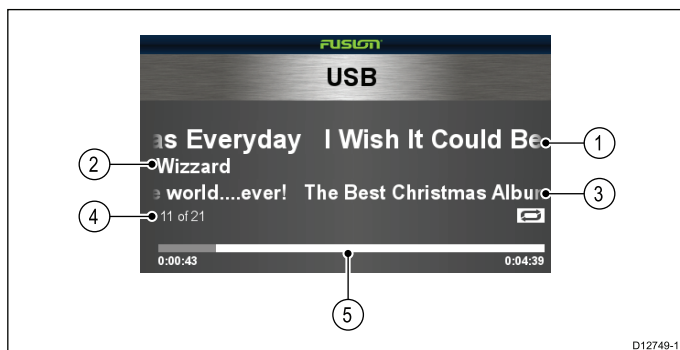 FUSION
USB
as Everyday I Wish It Could Be
1
2
Wizzard
e world....ever! The Best Christmas Albur
3
4
11 of 21
0:00:43
0:04:39
5
D12749-1